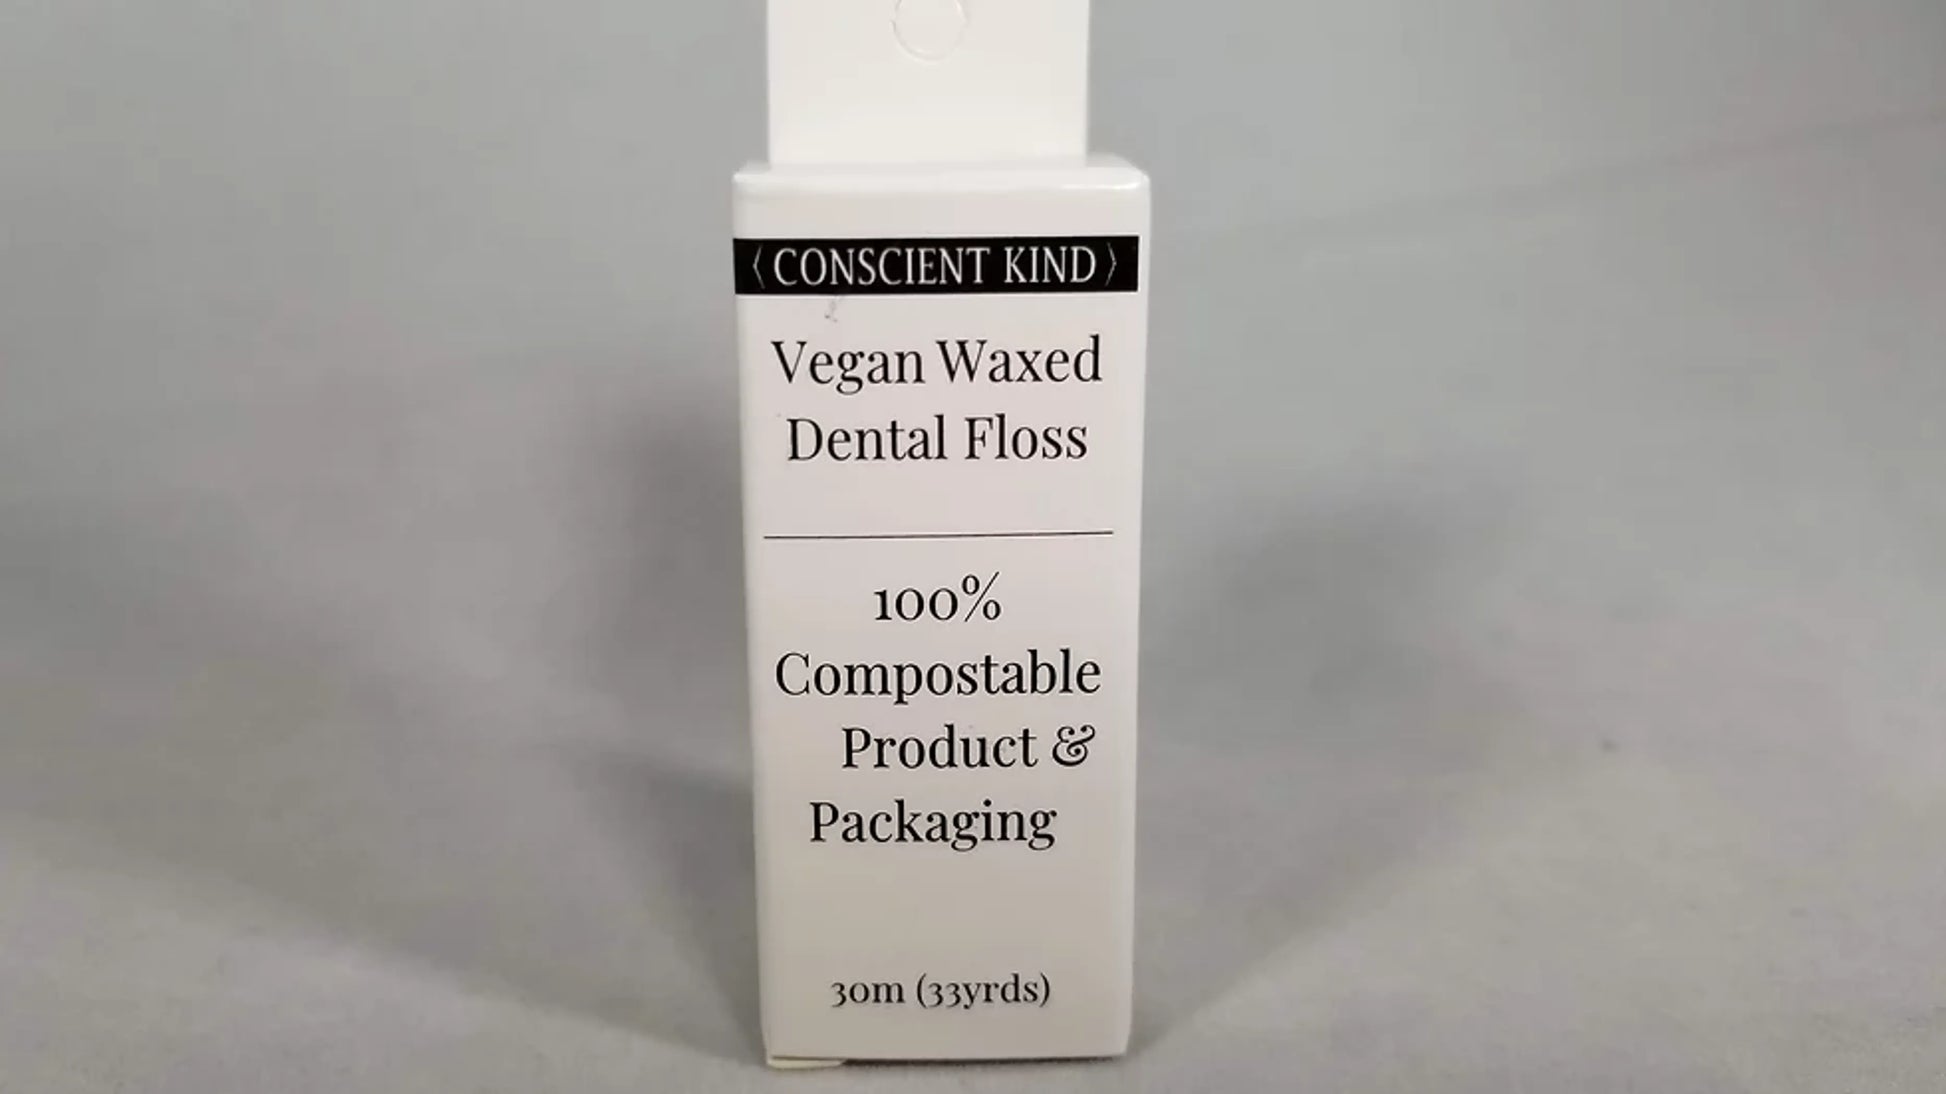 ⟨CONSCIENT KIND⟩
Vegan Waxed
Dental Floss
100%
Compostable
Product &
Packaging
30m (33yrds)